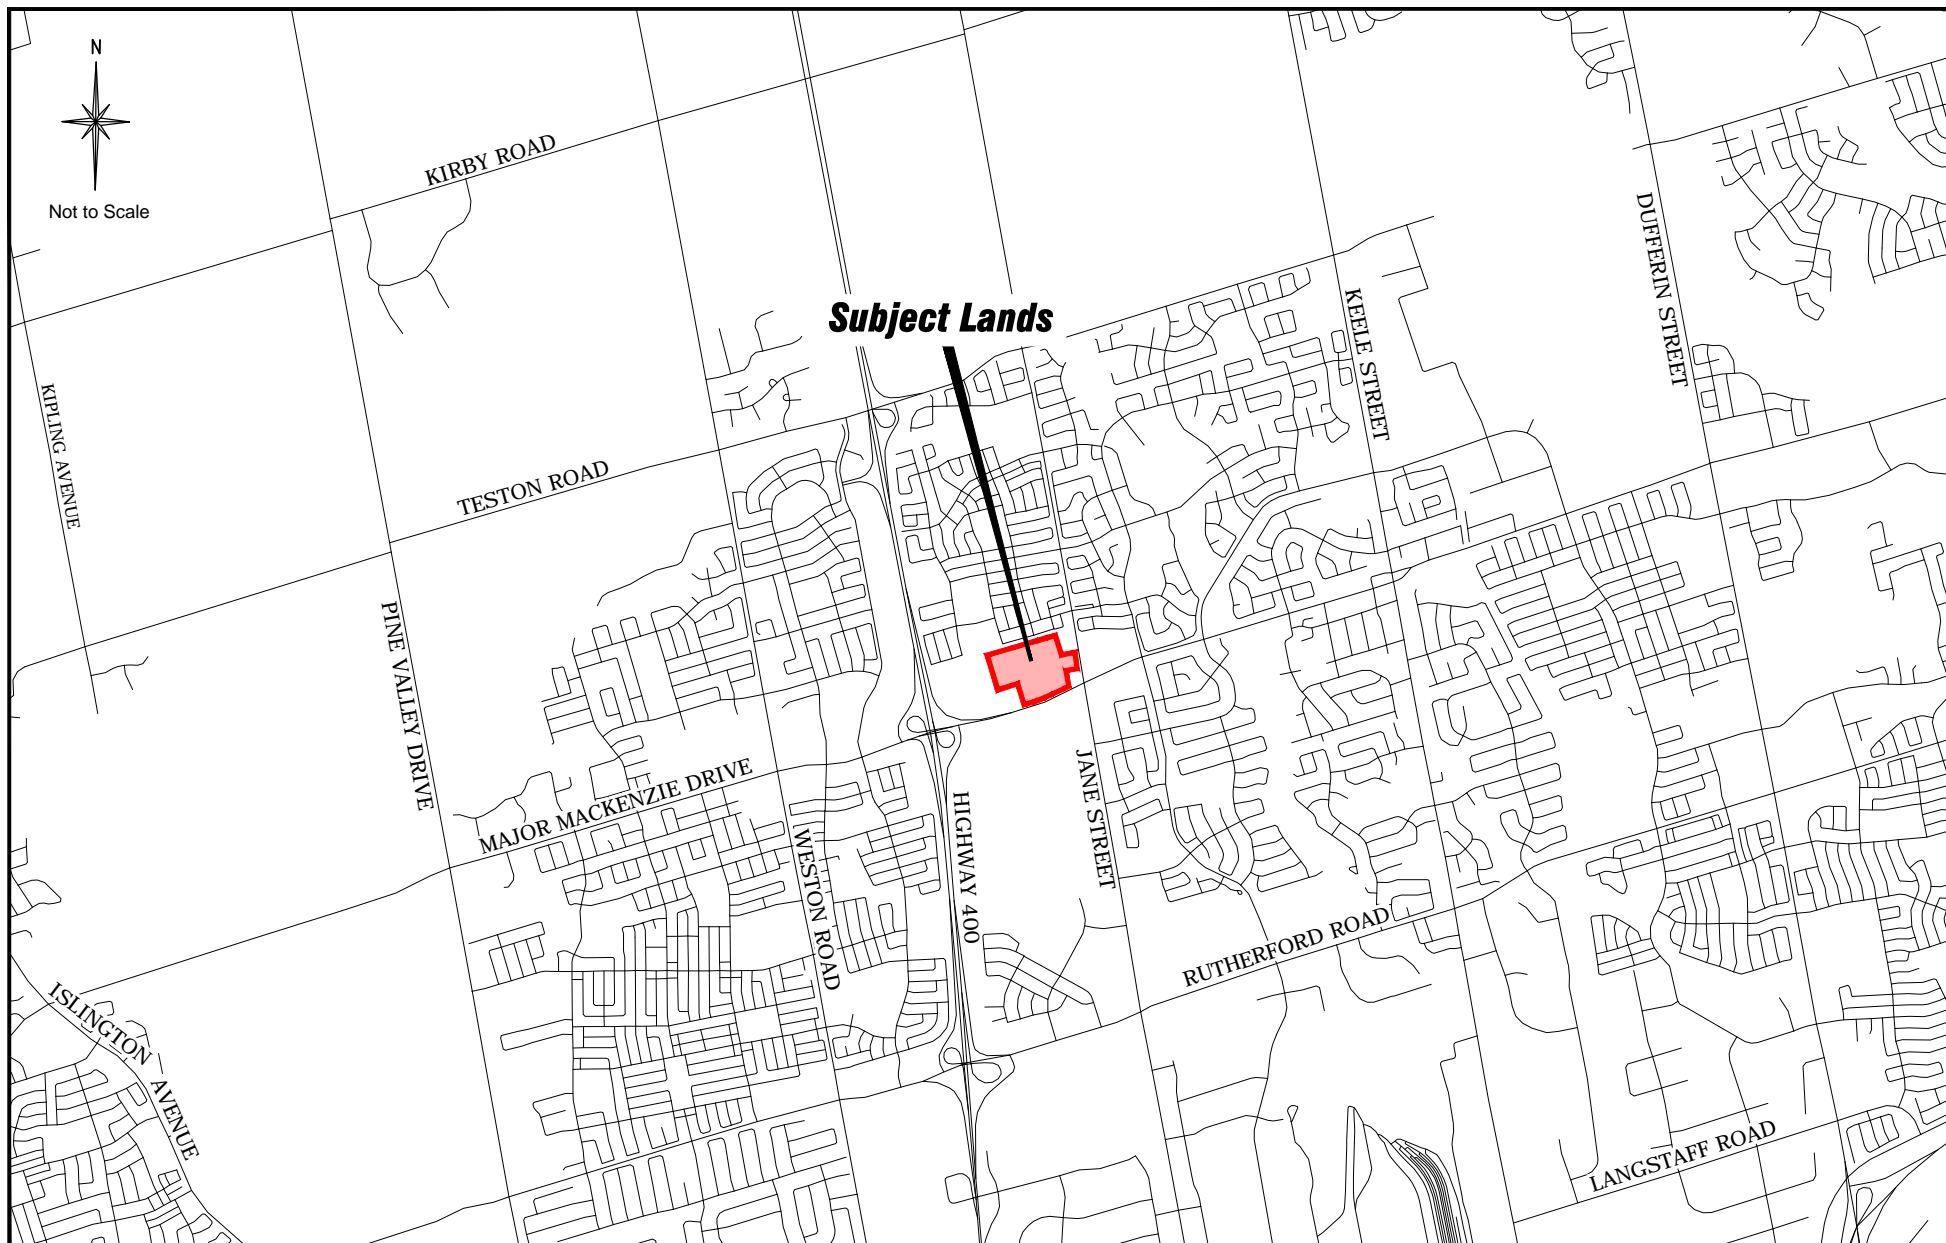 N
Not to Scale
KIRBY ROAD
DUFFERIN STREET
Subject Lands
KEELE STREET
KIPLING AVENUE
TESTON ROAD
PINE VALLEY DRIVE
MAJOR MACKENZIE DRIVE
JANE STREET
HIGHWAY 400
WESTON ROAD
RUTHERFORD ROAD
ISLINGTON AVENUE
LANGSTAFF ROAD